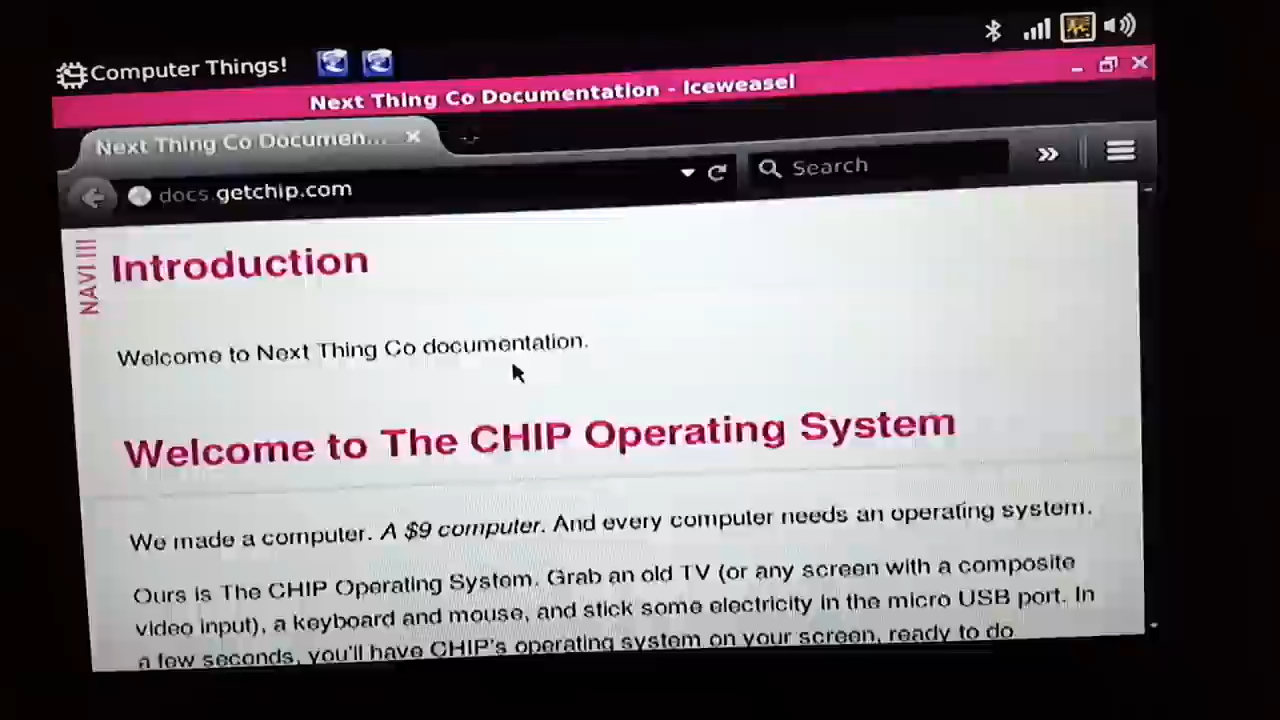 Computer Things!
Next Thing Co Documentation - Iceweasel
Next Thing Co Documen...
docs.getchip.com
Search
NAVI
Introduction
Welcome to Next Thing Co documentation.
Welcome to The CHIP Operating System
We made a computer. A $9 computer. And every computer needs an operating system.
Ours is The CHIP Operating System. Grab an old TV (or any screen with a composite
video input), a keyboard and mouse, and stick some electricity in the micro USB port. In
a few seconds, you'll have CHIP's operating system on your screen, ready to do